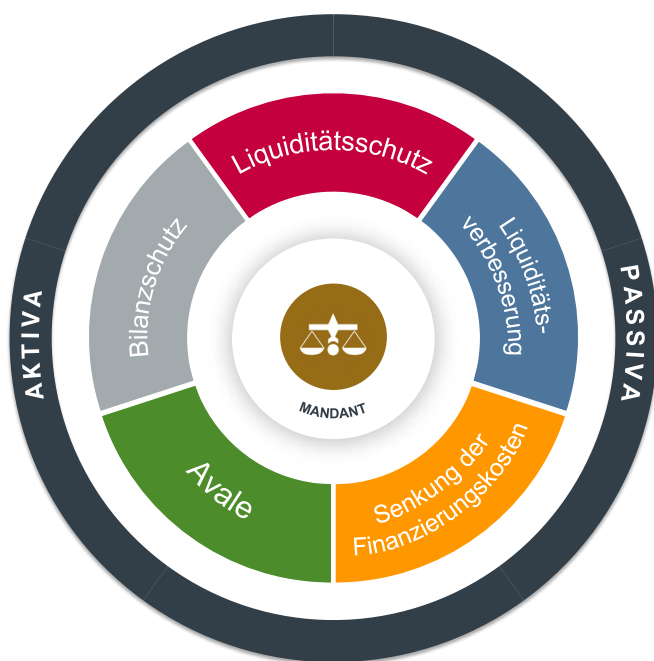 Liquiditätsschutz
Liquiditäts-
verbesserung
Senkung der
Finanzierungskosten
Avale
Bilanzschutz
AKTIVA
PASSIVA
MANDANT